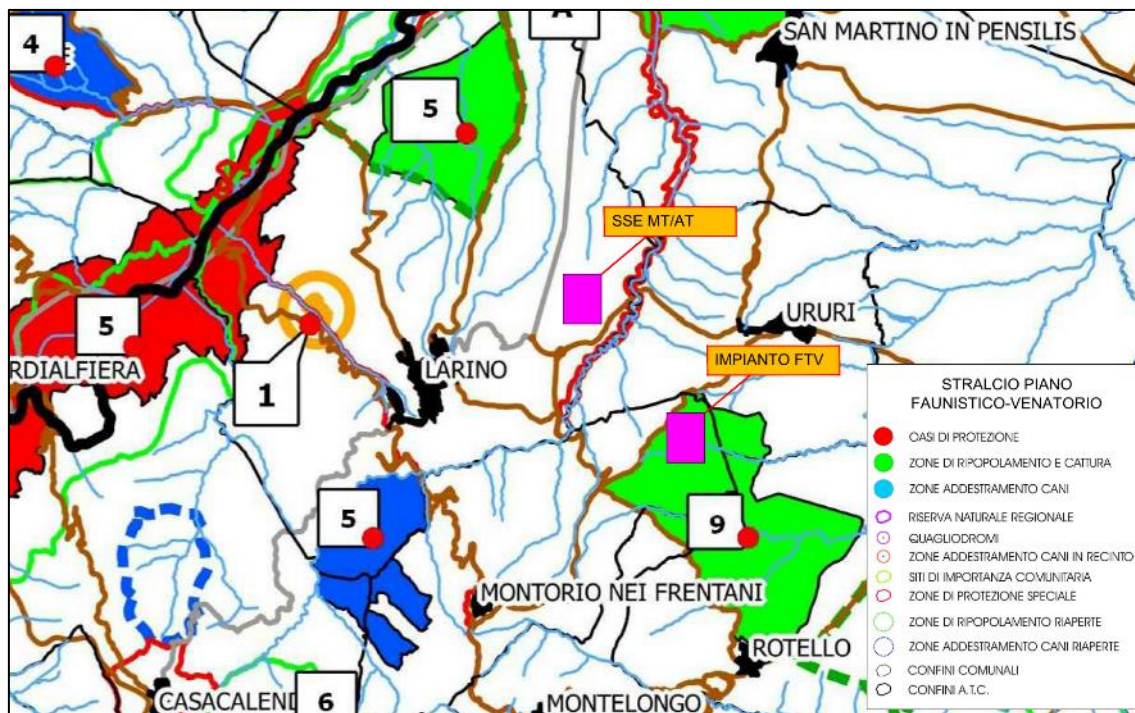 4
A
SAN MARTINO IN PENSILIS
5
SSE MT/AT
URURI
5
RDIALFIERA
1
LARINO
IMPIANTO FTV
5
9
MONTORIO NEI FRENTANI
ROTELLO
CASACALEND
6
MONTELONGO
STRALCIO PIANO
FAUNISTICO-VENATORIO
CASI DI PROTEZIONE
ZONE DI RIPOPOLAMENTO E CATTURA
ZONE ADDESTRAMENTO CANI
RISERVA NATURALE REGIONALE
QUAGLIODROMI
ZONE ADDESTRAMENTO CANI IN RECINTO
SITI DI IMPORTANZA COMUNITARIA
ZONE DI PROTEZIONE SPECIALE
ZONE DI RIPOPOLAMENTO RIAPERTE
ZONE ADDESTRAMENTO CANI RIAPERTE
CONFINI COMUNALI
CONFINI A.T.C.